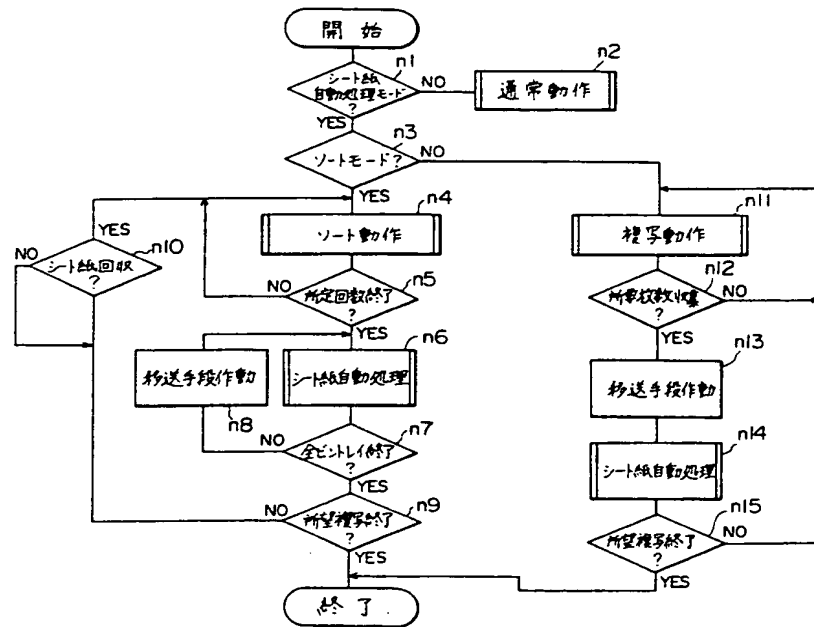 開始
n1
シート紙
自動処理モード
?
NO
YES
n2
通常動作
n3
ソートモード?
NO
YES
n4
ソート動作
n5
所定回数終了
?
NO
YES
n6
シート紙自動処理
n7
全ビントレイ終了
?
NO
YES
n8
移送手段作動
n9
所望複写終了
?
NO
YES
n10
シート紙回収
?
NO
YES
n11
複写動作
n12
所要枚数収集
?
NO
YES
n13
移送手段作動
n14
シート紙自動処理
n15
所望複写終了
?
NO
YES
終了